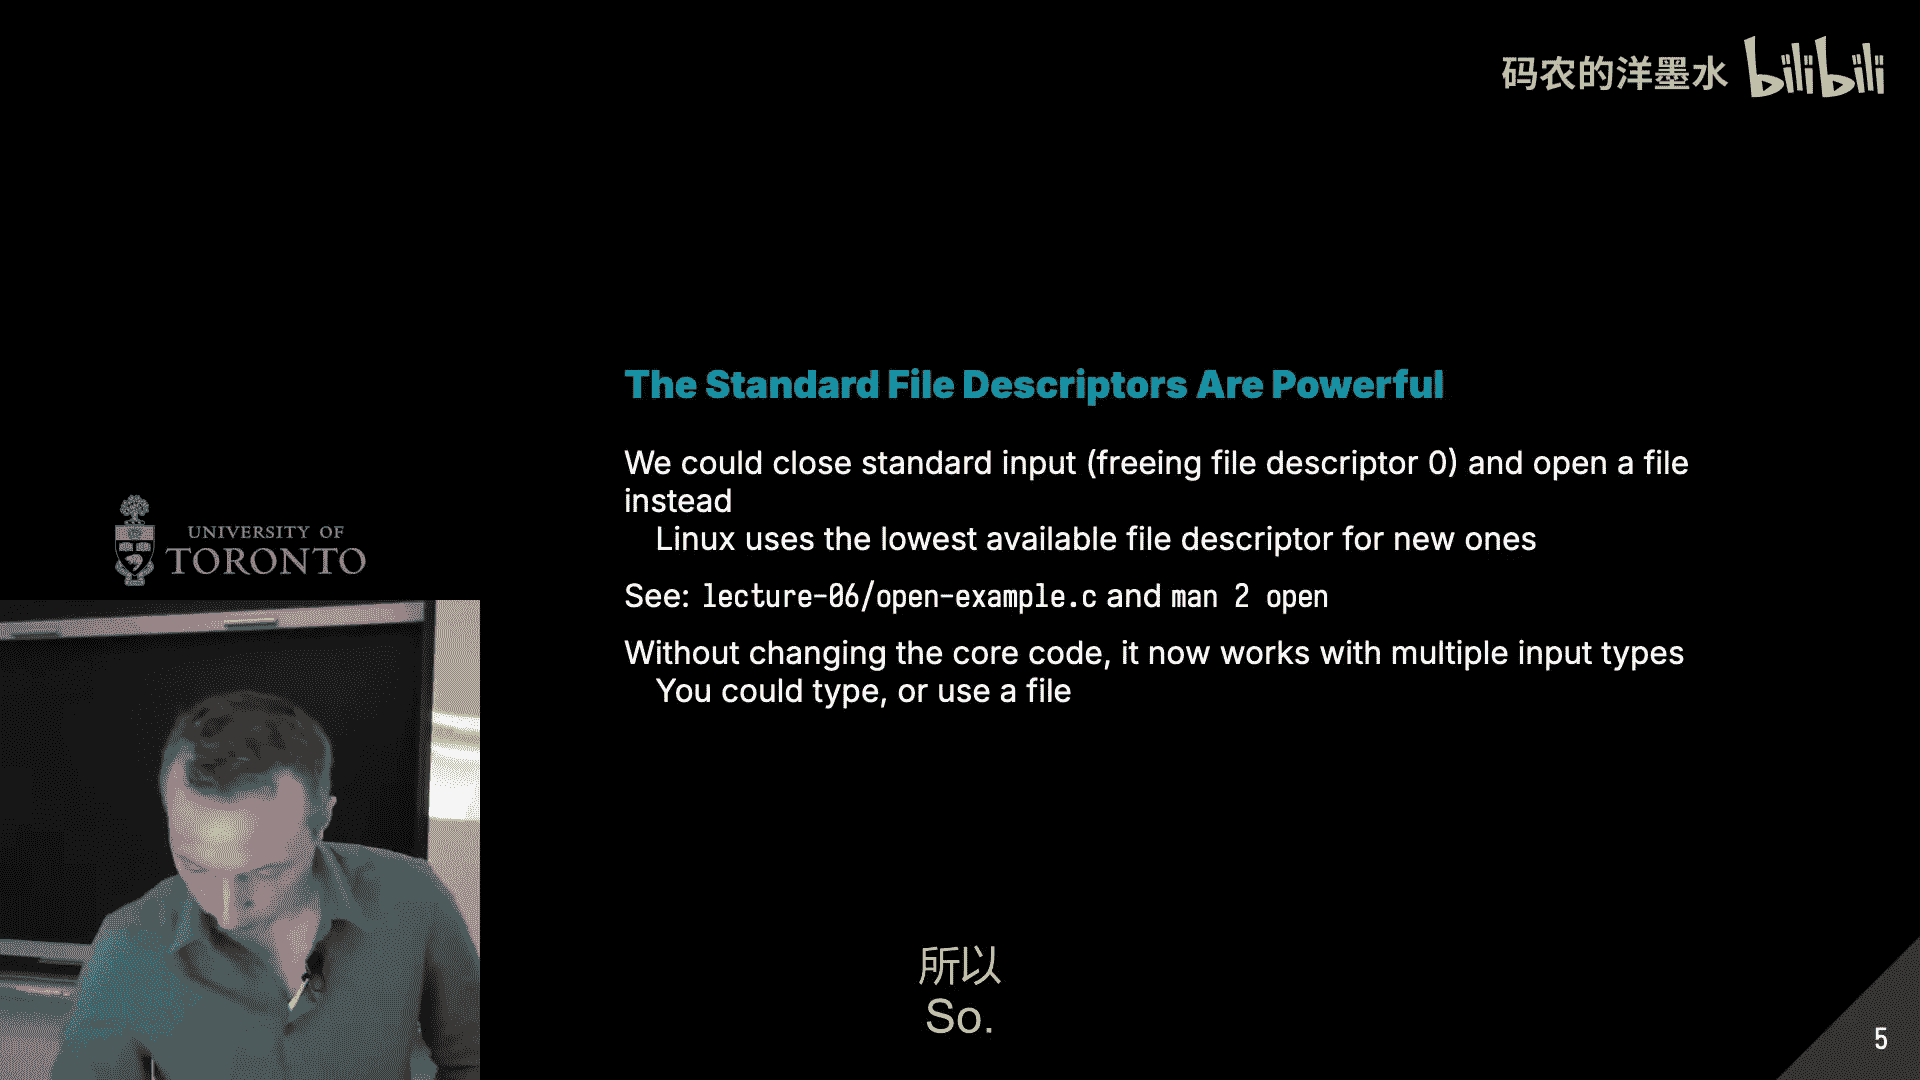 码农的洋墨水 bilibili
The Standard File Descriptors Are Powerful
We could close standard input (freeing file descriptor 0) and open a file
instead
Linux uses the lowest available file descriptor for new ones
See: lecture-06/open-example.c and man 2 open
Without changing the core code, it now works with multiple input types
You could type, or use a file
UNIVERSITY OF
TORONTO
所以
So.
5